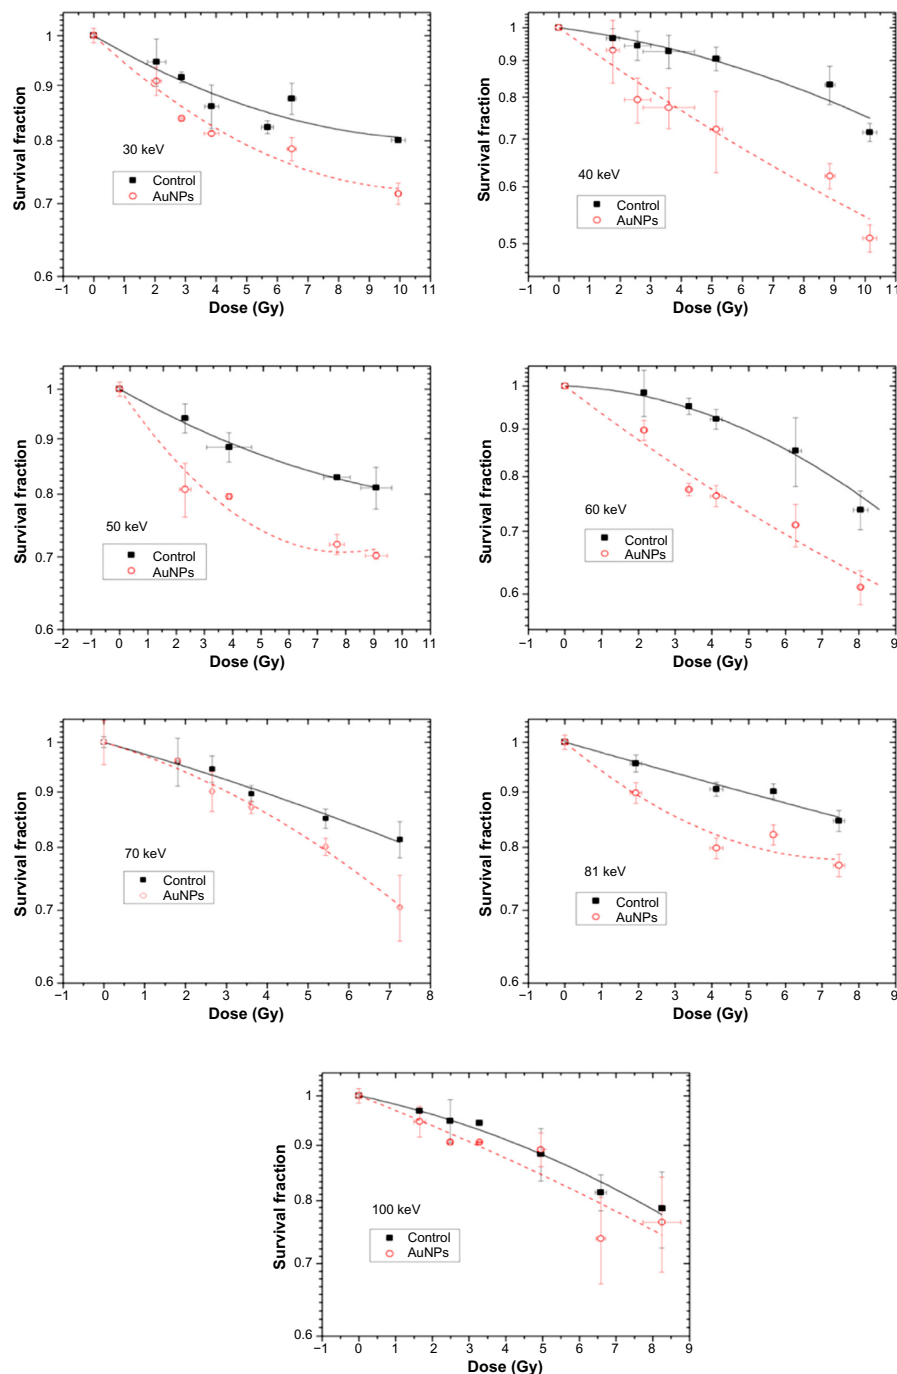 1
0.9
0.8
0.7
0.6
Survival fraction
30 keV
Control
AuNPs
−1 0 1 2 3 4 5 6 7 8 9 10 11
Dose (Gy)
1
0.9
0.8
0.7
0.6
0.5
Survival fraction
40 keV
Control
AuNPs
−1 0 1 2 3 4 5 6 7 8 9 10 11
Dose (Gy)
1
0.9
0.8
0.7
0.6
Survival fraction
50 keV
Control
AuNPs
−2 −1 0 1 2 3 4 5 6 7 8 9 10 11
Dose (Gy)
1
0.9
0.8
0.7
0.6
Survival fraction
60 keV
Control
AuNPs
−1 0 1 2 3 4 5 6 7 8 9
Dose (Gy)
1
0.9
0.8
0.7
0.6
Survival fraction
70 keV
Control
AuNPs
−1 0 1 2 3 4 5 6 7 8
Dose (Gy)
1
0.9
0.8
0.7
0.6
Survival fraction
81 keV
Control
AuNPs
−1 0 1 2 3 4 5 6 7 8 9
Dose (Gy)
1
0.9
0.8
0.7
0.6
Survival fraction
100 keV
Control
AuNPs
−1 0 1 2 3 4 5 6 7 8 9
Dose (Gy)